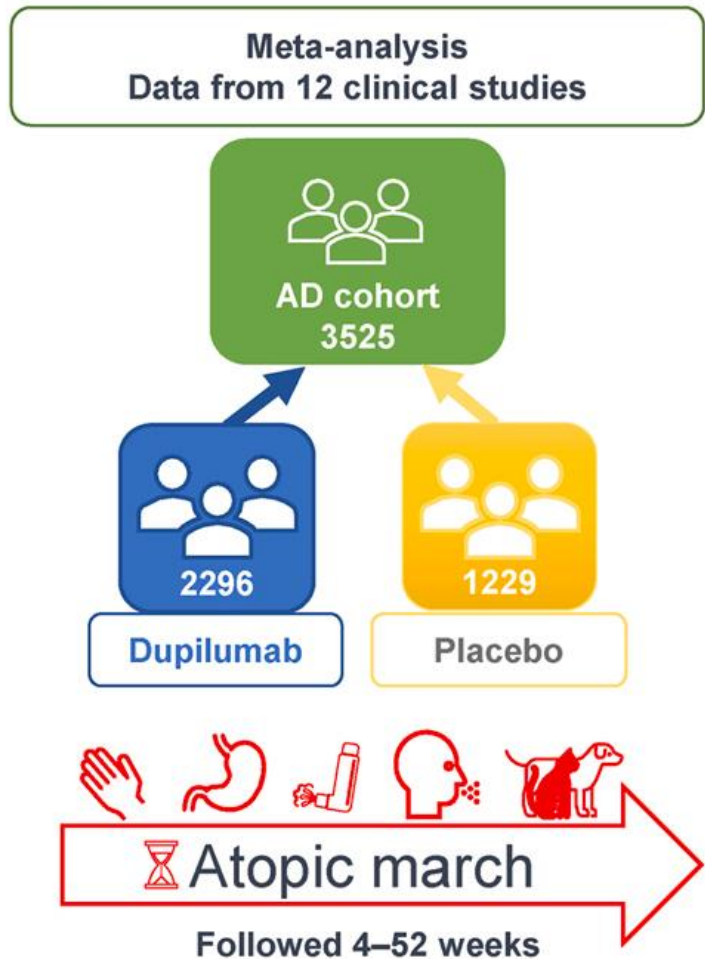 Meta-analysis
Data from 12 clinical studies
AD cohort
3525
2296
1229
Dupilumab
Placebo
Atopic march
Followed 4–52 weeks